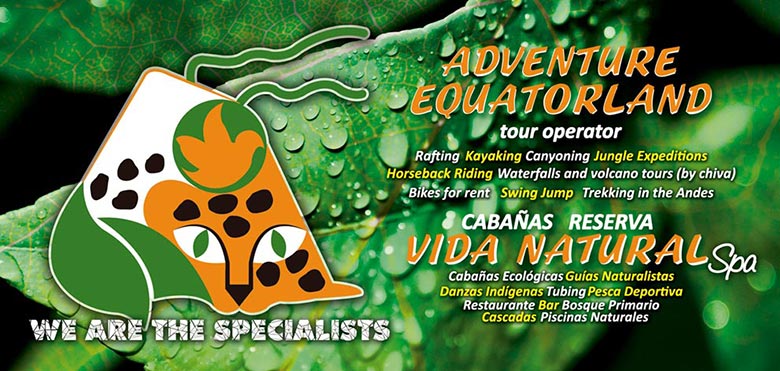 ADVENTURE
EQUATORLAND
tour operator
Rafting Kayaking Canyoning Jungle Expeditions
Horseback Riding Waterfalls and volcano tours (by chiva)
Bikes for rent Swing Jump Trekking in the Andes
CABAÑAS RESERVA
VIDA NATURAL Spa
Cabañas Ecológicas Guías Naturalistas
Danzas Indígenas Tubing Pesca Deportiva
Restaurante Bar Bosque Primario
Cascadas Piscinas Naturales
WE ARE THE SPECIALISTS